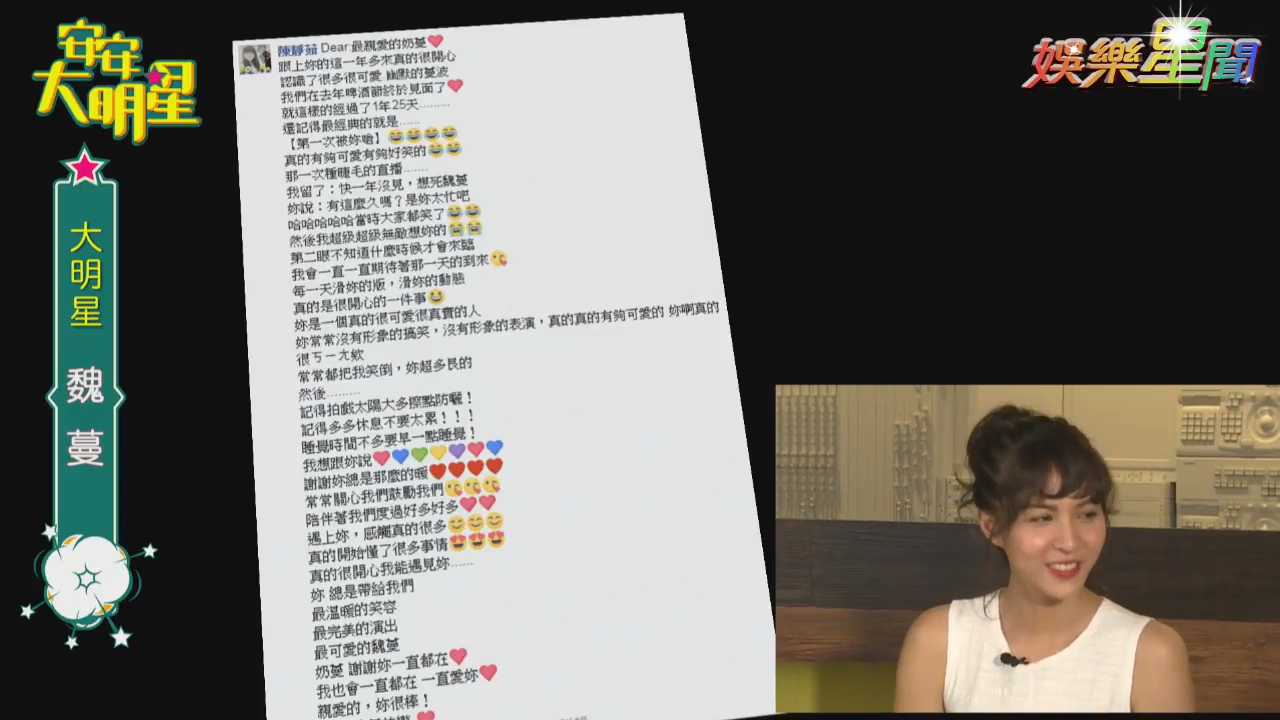 安安
大明星
大明星
魏蔓
娛樂星聞
陳靜茹 Dear:最親愛的奶蔓❤️
跟上妳的這一年多來真的很開心
認識了很多很可愛 幽默的蔓波
我們在去年啤酒節終於見面了❤️
就這樣的經過了1年25天.........
還記得最經典的就是......
【第一次被妳嗆】😂😂😂😂
真的有夠可愛有夠好笑的😂😂
那一次種睫毛的直播.......
我留了：快一年沒見，想死魏蔓
妳說：有這麼久嗎？是妳太忙吧
哈哈哈哈哈當時大家都笑了😂😂
然後我超級超級無敵想妳的😭😭
第二眼不知道什麼時候才會來臨
我會一直一直期待著那一天的到來😘
每一天滑妳的版，滑妳的動態
真的是很開心的一件事😆
妳是一個真的很可愛很真實的人
妳常常沒有形象的搞笑，沒有形象的表演，真的真的有夠可愛的 妳啊真的
很ㄎㄧㄤ欸
常常都把我笑倒，妳超多艮的
然後.........
記得拍戲太陽大多擦點防曬！
記得多多休息不要太累！！！
睡覺時間不多要早一點睡覺！
我想跟妳說❤️💙💚💛💜❤️💙
謝謝妳總是那麼的暖❤️❤️❤️❤️
常常關心我們鼓勵我們😘😘😘
陪伴著我們度過好多好多❤️❤️
遇上妳，感觸真的很多😊😊😊
真的開始懂了很多事情😍😍😍
真的很開心我能遇見妳......
妳 總是帶給我們
最溫暖的笑容
最完美的演出
最可愛的魏蔓
奶蔓 謝謝妳一直都在❤️
我也會一直都在 一直愛妳❤️
親愛的，妳很棒！